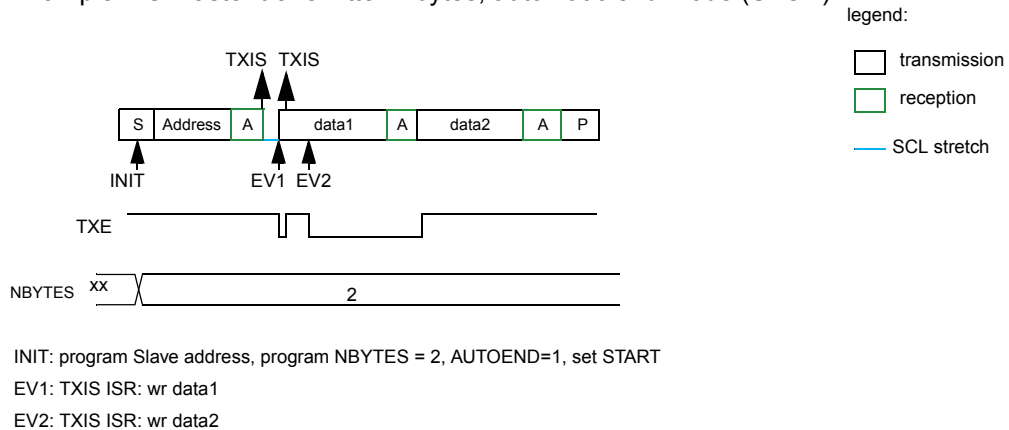 legend:
transmission
reception
SCL stretch
TXIS TXIS
S Address A data1 A data2 A P
INIT EV1 EV2
TXE
NBYTES xx 2
INIT: program Slave address, program NBYTES = 2, AUTOEND=1, set START
EV1: TXIS ISR: wr data1
EV2: TXIS ISR: wr data2